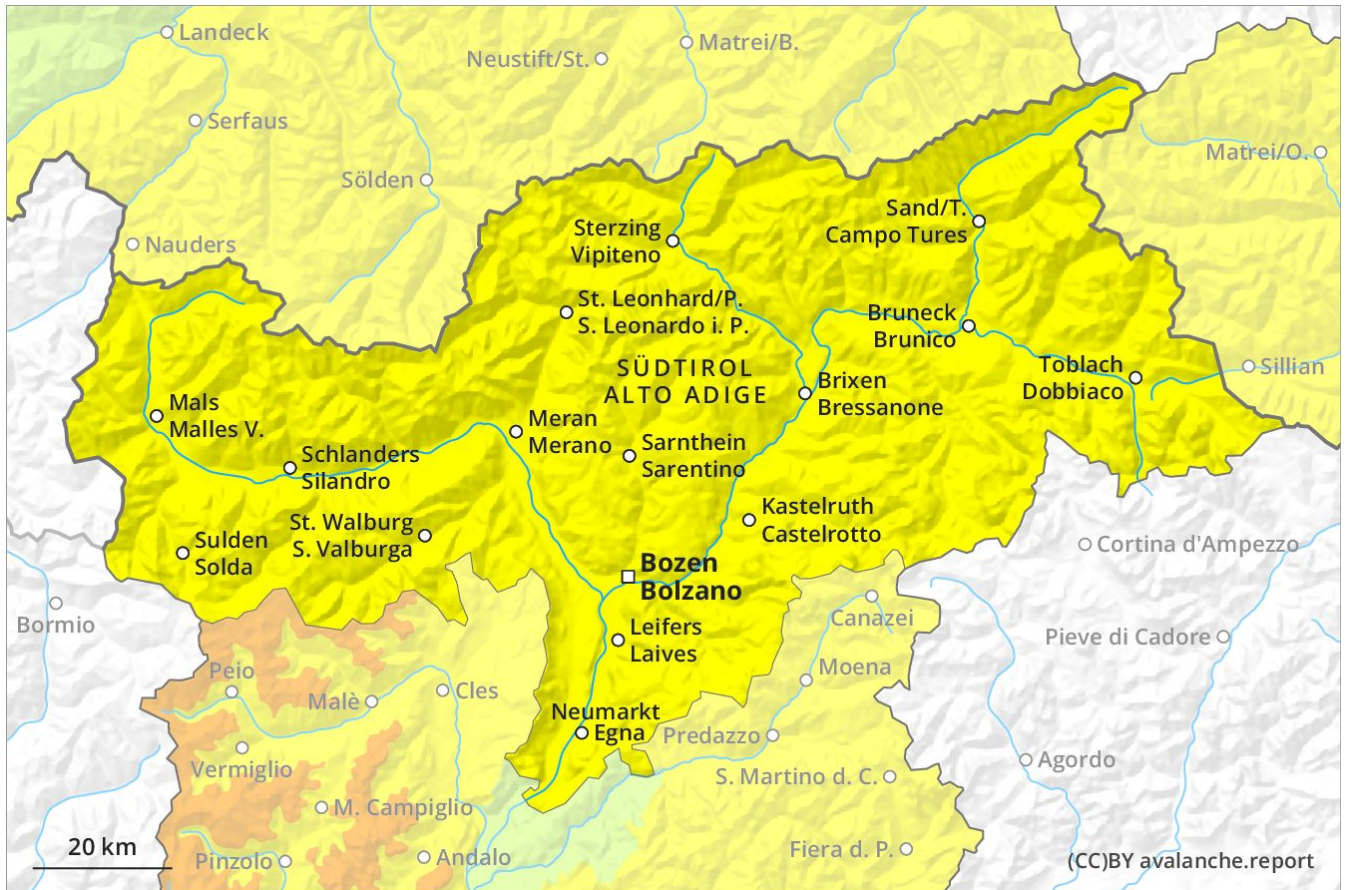 Landeck
Neustift/St.
Matrei/B.
Serfaus
Matrei/O.
Sölden
Nauders
Sterzing
Vipiteno
Sand/T.
Campo Tures
St. Leonhard/P.
S. Leonardo i. P.
Bruneck
Brunico
SÜDTIROL
ALTO ADIGE
Toblach
Dobbiaco
Sillian
Brixen
Bressanone
Mals
Malles V.
Meran
Merano
Sarnthein
Sarentino
Schlanders
Silandro
St. Walburg
S. Valburga
Kastelruth
Castelrotto
Sulden
Solda
Cortina d'Ampezzo
Bozen
Bolzano
Bormio
Canazei
Leifers
Laives
Pieve di Cadore
Peio
Moena
Malè
Cles
Neumarkt
Egna
Predazzo
Vermiglio
S. Martino d. C.
Agordo
M. Campiglio
20 km
Pinzolo
Andalo
Fiera d. P.
(CC)BY avalanche.report